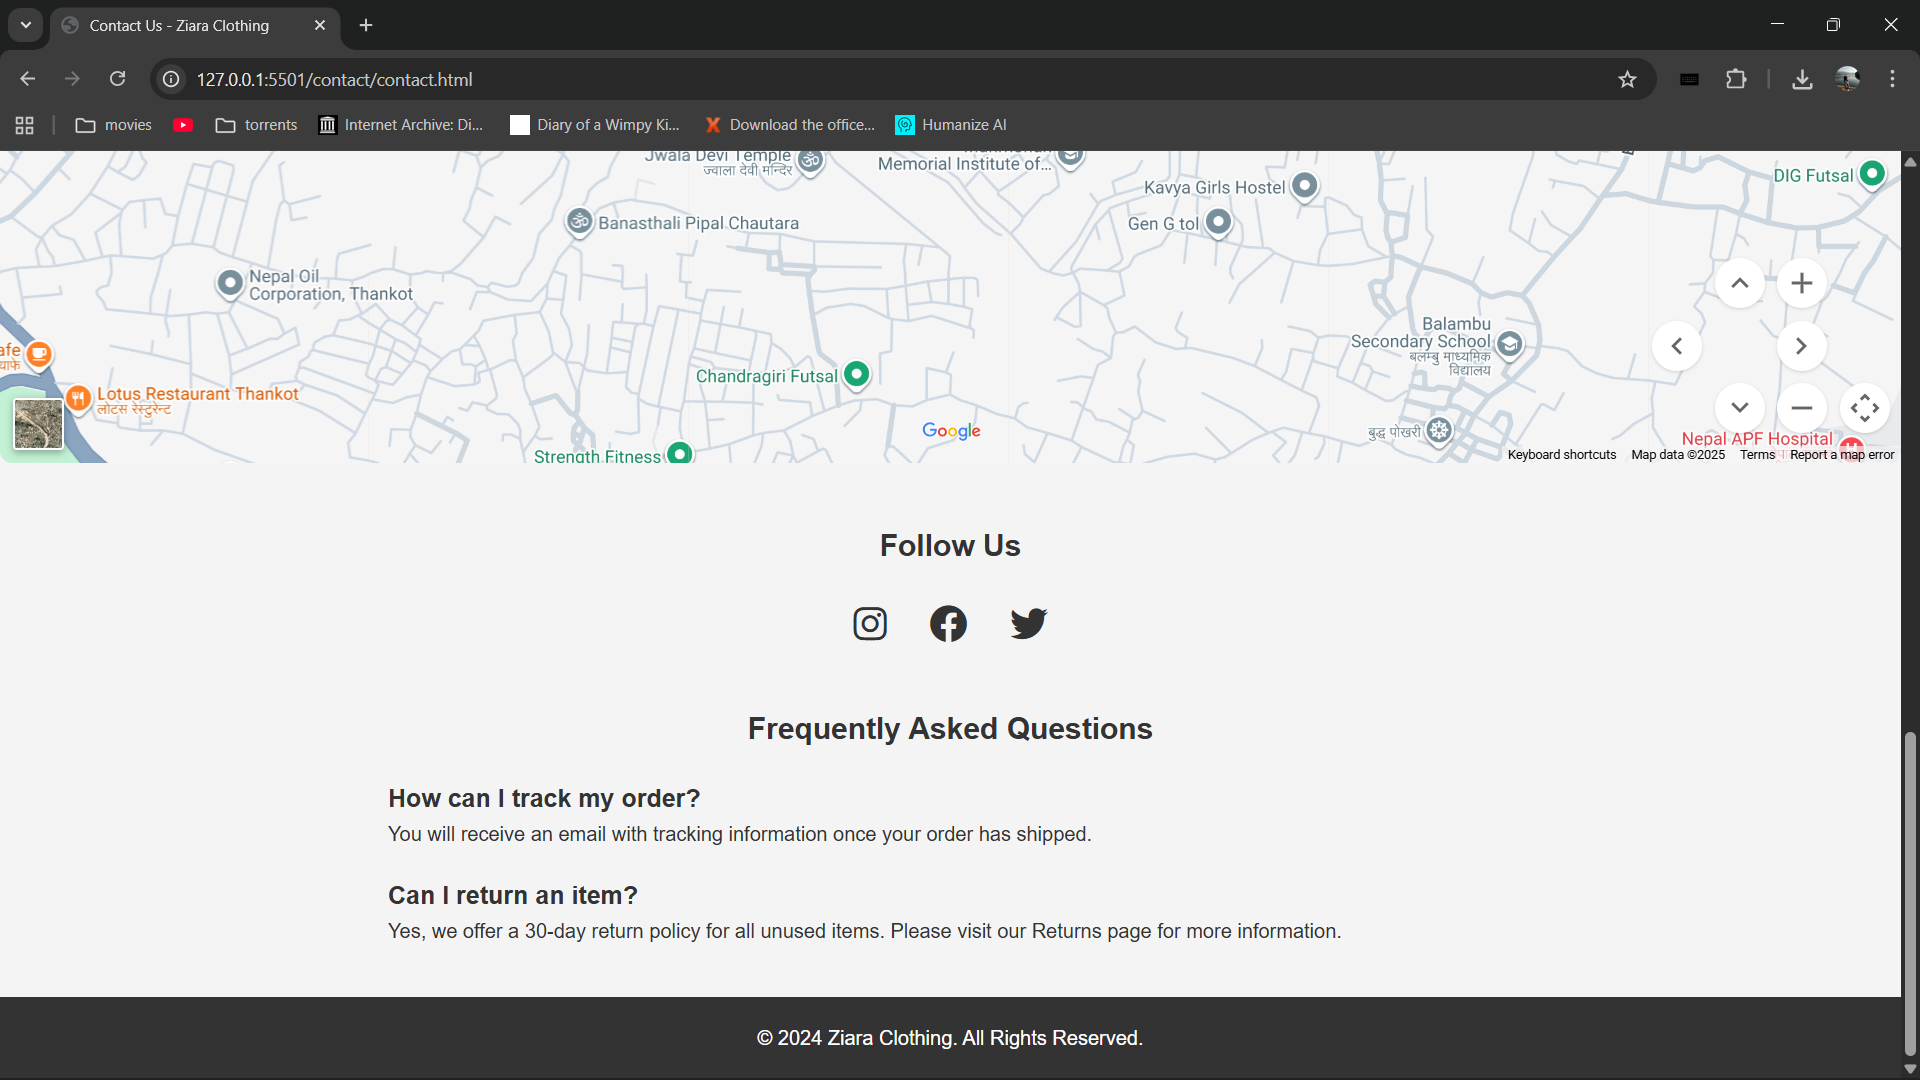 Contact Us - Ziara Clothing
127.0.0.1:5501/contact/contact.html
movies
torrents
Internet Archive: Di...
Diary of a Wimpy Ki...
Download the office...
Humanize AI
Jwala Devi Temple
ज्वाला देवी मन्दिर
Memorial Institute of...
Kavya Girls Hostel
DIG Futsal
Banasthali Pipal Chautara
Gen G tol
Nepal Oil
Corporation, Thankot
Balambu
Secondary School
बलम्बु माध्यमिक
विद्यालय
afe
Chandragiri Futsal
Lotus Restaurant Thankot
लोटस रेस्टुरेन्ट
Google
बुद्ध पोखरी
Nepal APF Hospital
Strength Fitness
Keyboard shortcuts
Map data ©2025
Terms
Report a map error
Follow Us
Frequently Asked Questions
How can I track my order?
You will receive an email with tracking information once your order has shipped.
Can I return an item?
Yes, we offer a 30-day return policy for all unused items. Please visit our Returns page for more information.
© 2024 Ziara Clothing. All Rights Reserved.